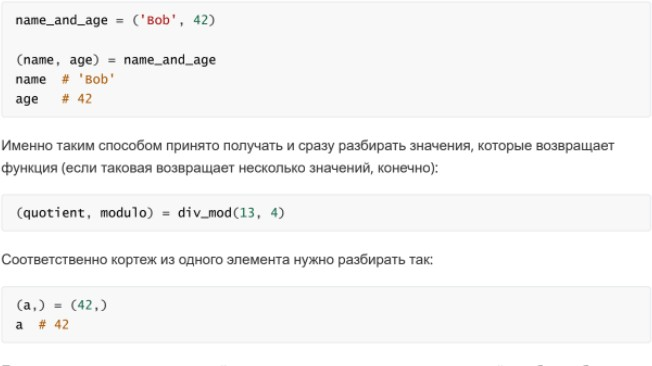 name_and_age = ('Bob', 42)
(name, age) = name_and_age
name  # 'Bob'
age   # 42
Именно таким способом принято получать и сразу разбирать значения, которые возвращает
функция (если таковая возвращает несколько значений, конечно):
(quotient, modulo) = div_mod(13, 4)
Соответственно кортеж из одного элемента нужно разбирать так:
(a,) = (42,)
a  # 42